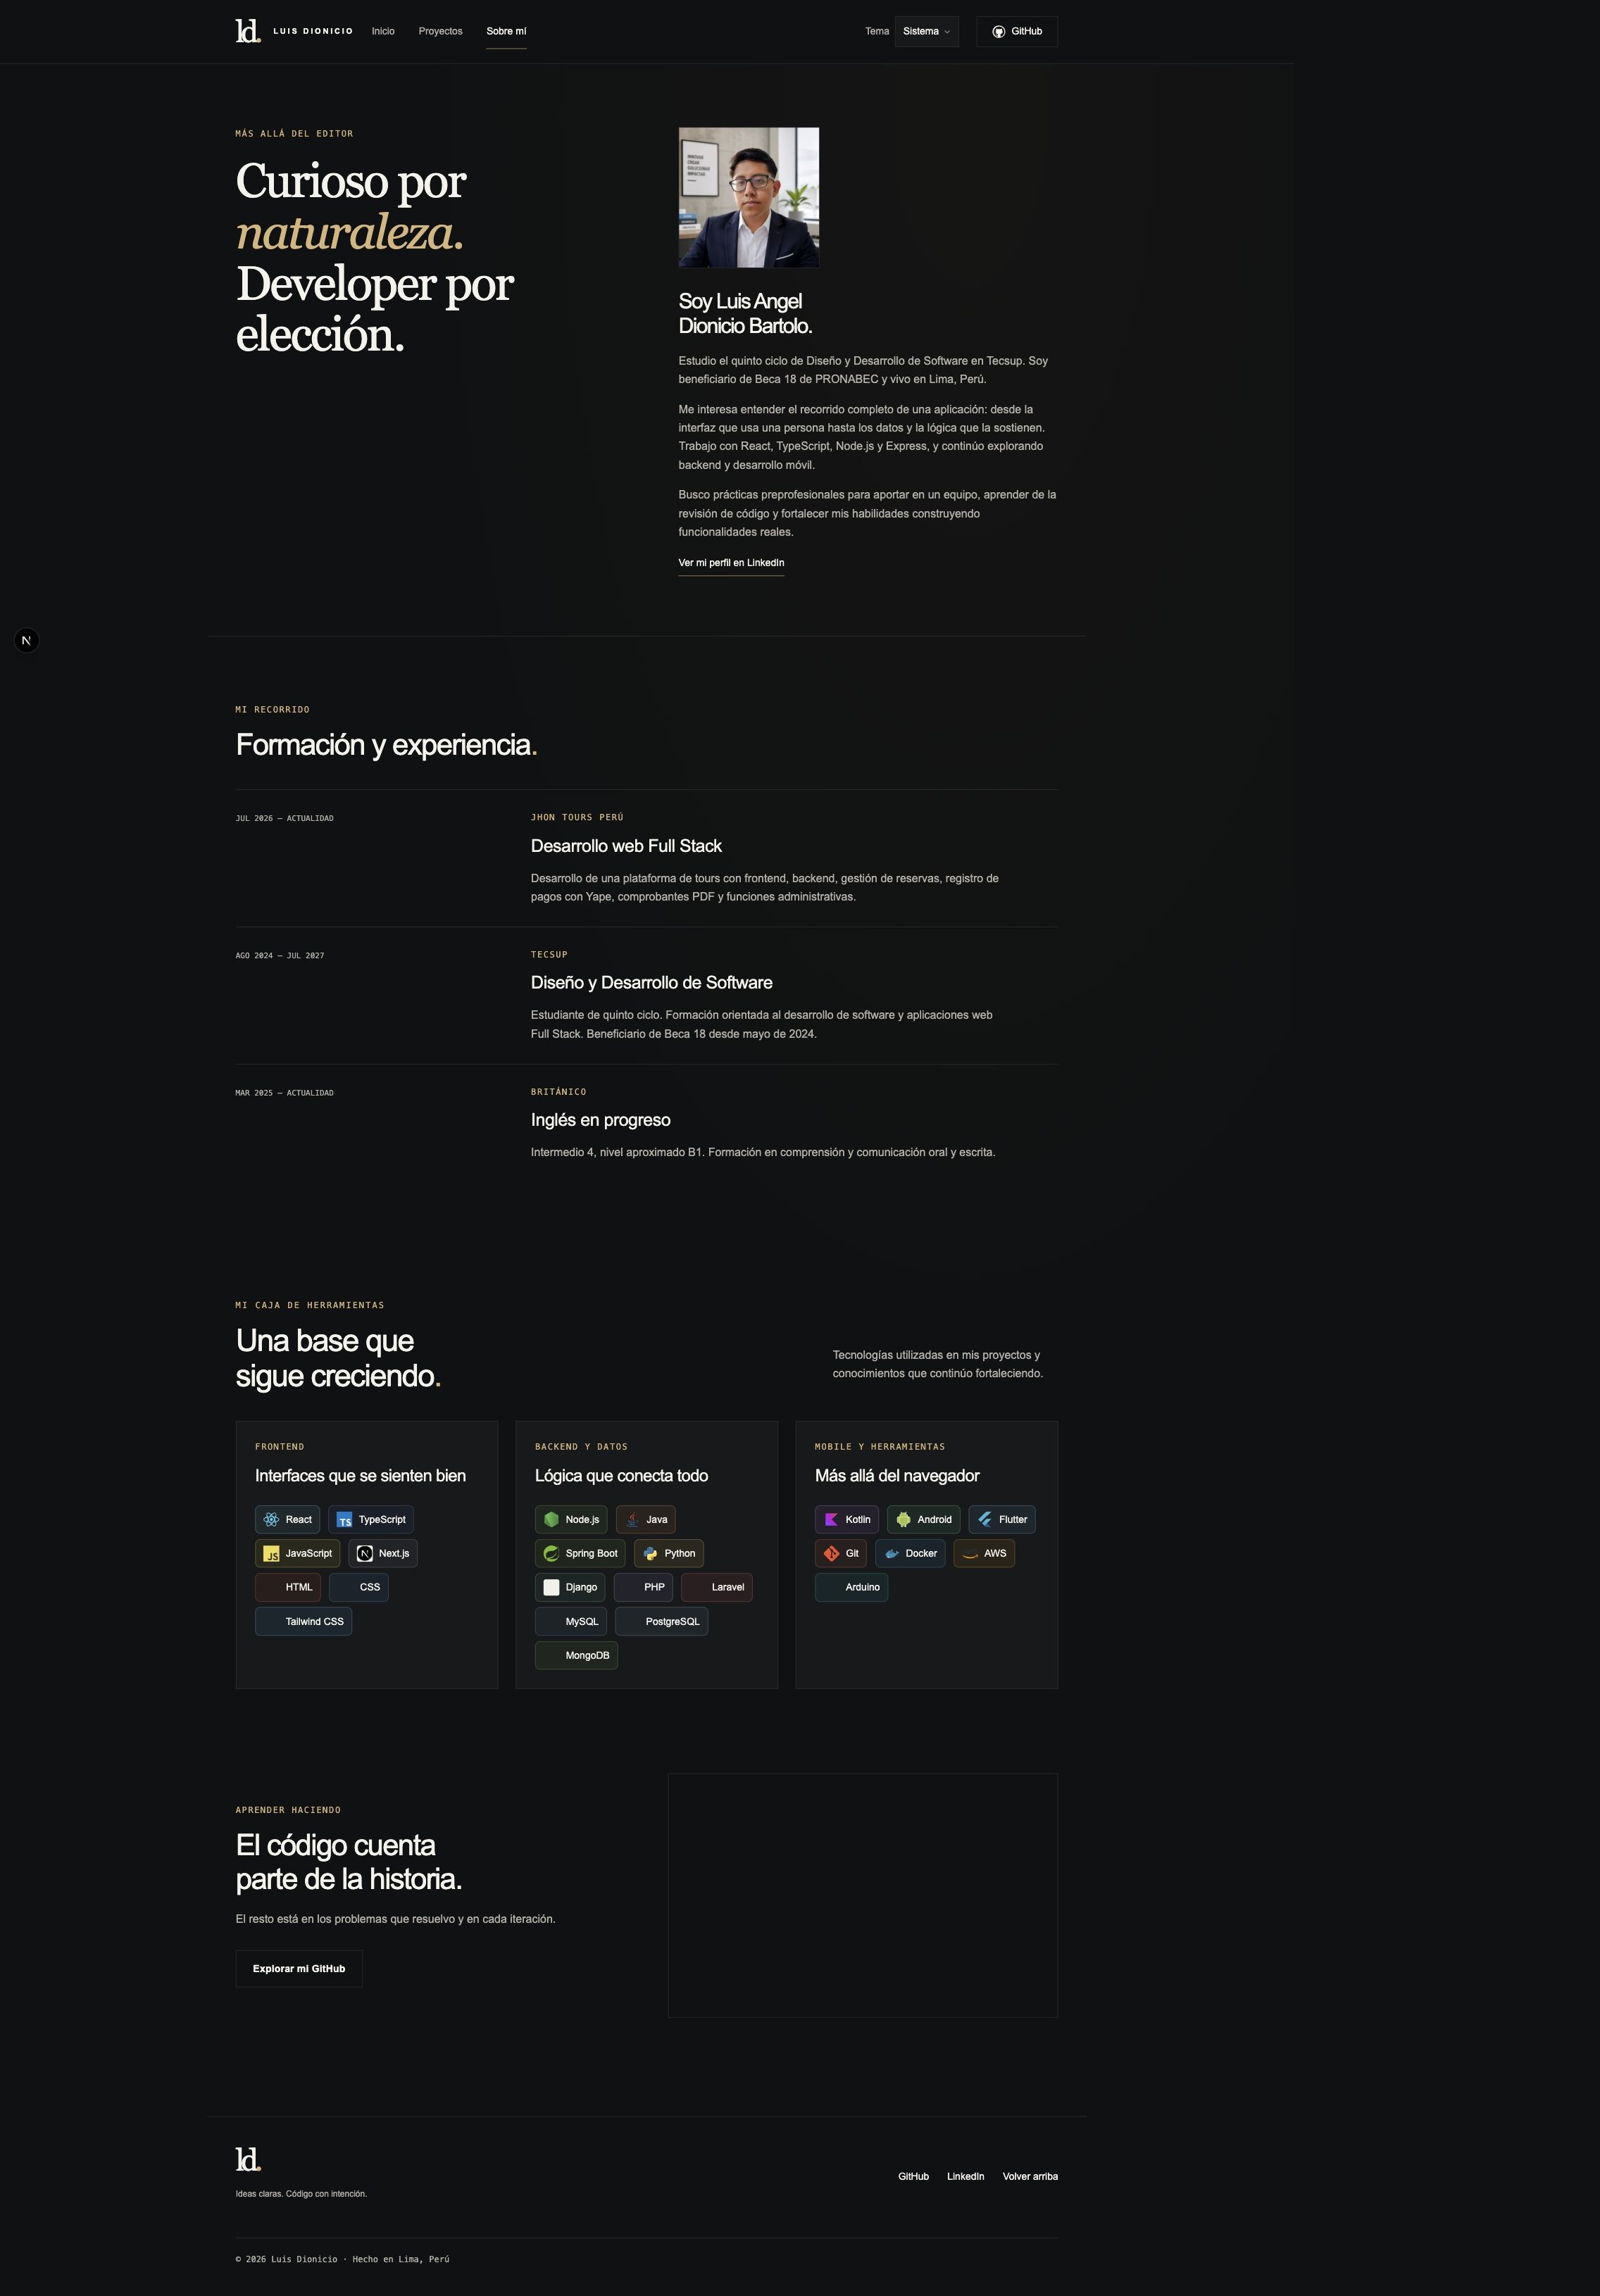 ld.
LUIS DIONICIO
Inicio
Proyectos
Sobre mí
Tema
Sistema
GitHub
MÁS ALLÁ DEL EDITOR
Curioso por
naturaleza.
Developer por
elección.
Soy Luis Angel
Dionicio Bartolo.
Estudio el quinto ciclo de Diseño y Desarrollo de Software en Tecsup. Soy
beneficiario de Beca 18 de PRONABEC y vivo en Lima, Perú.
Me interesa entender el recorrido completo de una aplicación: desde la
interfaz que usa una persona hasta los datos y la lógica que la sostienen.
Trabajo con React, TypeScript, Node.js y Express, y continúo explorando
backend y desarrollo móvil.
Busco prácticas preprofesionales para aportar en un equipo, aprender de la
revisión de código y fortalecer mis habilidades construyendo
funcionalidades reales.
Ver mi perfil en LinkedIn
N
MI RECORRIDO
Formación y experiencia.
JUL 2026 — ACTUALIDAD
JHON TOURS PERÚ
Desarrollo web Full Stack
Desarrollo de una plataforma de tours con frontend, backend, gestión de reservas, registro de
pagos con Yape, comprobantes PDF y funciones administrativas.
AGO 2024 — JUL 2027
TECSUP
Diseño y Desarrollo de Software
Estudiante de quinto ciclo. Formación orientada al desarrollo de software y aplicaciones web
Full Stack. Beneficiario de Beca 18 desde mayo de 2024.
MAR 2025 — ACTUALIDAD
BRITÁNICO
Inglés en progreso
Intermedio 4, nivel aproximado B1. Formación en comprensión y comunicación oral y escrita.
MI CAJA DE HERRAMIENTAS
Una base que
sigue creciendo.
Tecnologías utilizadas en mis proyectos y
conocimientos que continúo fortaleciendo.
FRONTEND
Interfaces que se sienten bien
React
TS TypeScript
JS JavaScript
N Next.js
HTML
CSS
Tailwind CSS
BACKEND Y DATOS
Lógica que conecta todo
Node.js
Java
Spring Boot
Python
Django
PHP
Laravel
MySQL
PostgreSQL
MongoDB
MOBILE Y HERRAMIENTAS
Más allá del navegador
Kotlin
Android
Flutter
Git
Docker
AWS
Arduino
APRENDER HACIENDO
El código cuenta
parte de la historia.
El resto está en los problemas que resuelvo y en cada iteración.
Explorar mi GitHub
ld.
Ideas claras. Código con intención.
GitHub
LinkedIn
Volver arriba
© 2026 Luis Dionicio · Hecho en Lima, Perú